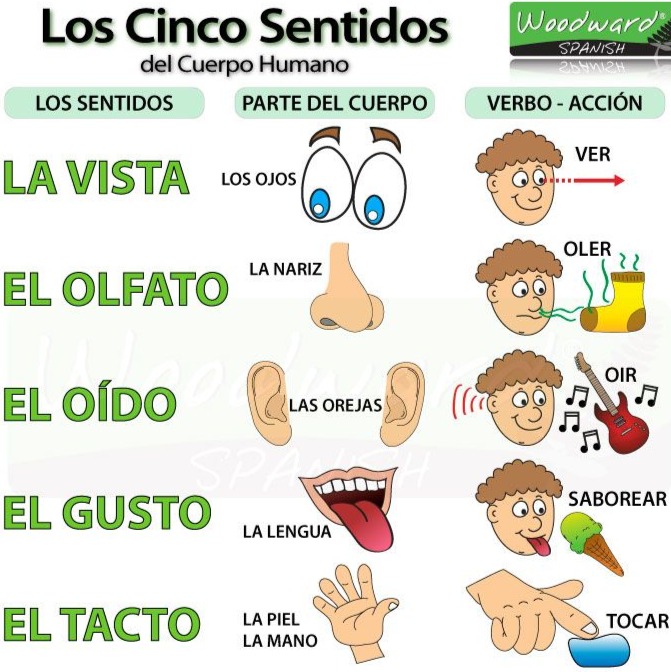 Los Cinco Sentidos
del Cuerpo Humano
Woodward®
SPANISH
LOS SENTIDOS
PARTE DEL CUERPO
VERBO - ACCIÓN
LA VISTA
LOS OJOS
VER
EL OLFATO
LA NARIZ
OLER
EL OÍDO
LAS OREJAS
OIR
EL GUSTO
LA LENGUA
SABOREAR
EL TACTO
LA PIEL
LA MANO
TOCAR
Woodward®
SPANISH